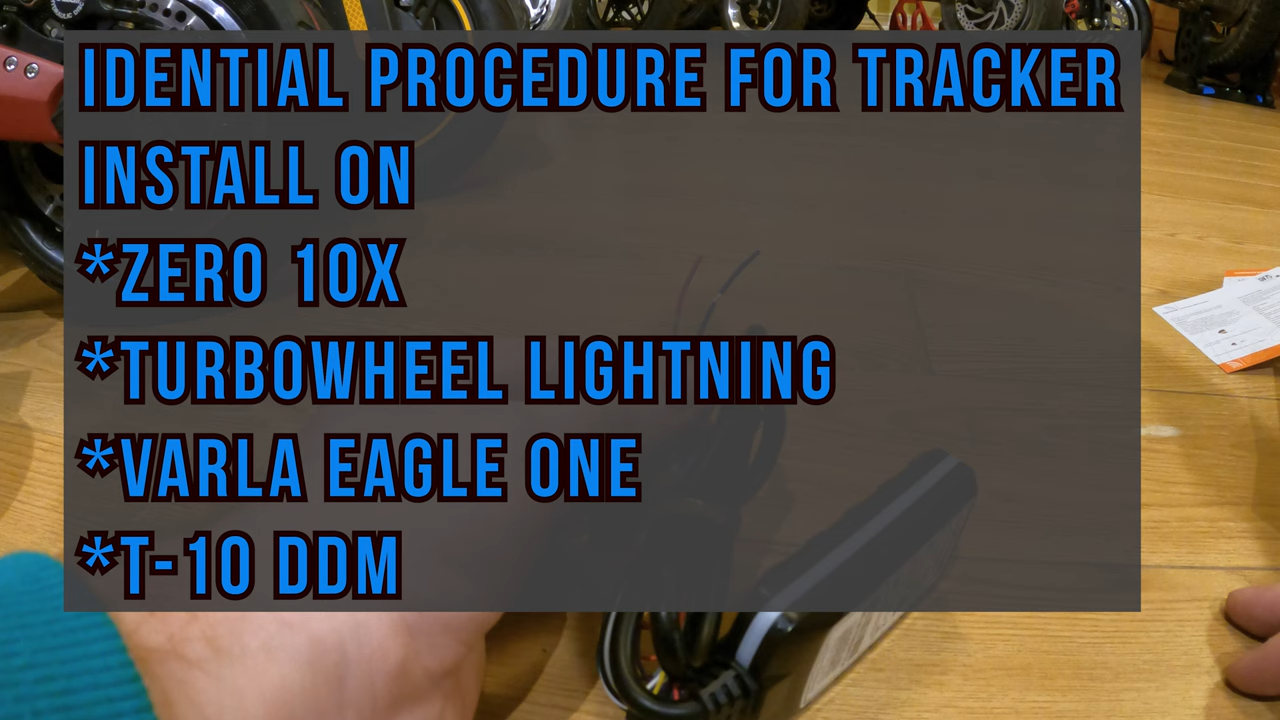 IDENTIAL PROCEDURE FOR TRACKER
INSTALL ON
*ZERO 10X
*TURBOWHEEL LIGHTNING
*VARLA EAGLE ONE
*T-10 DDM